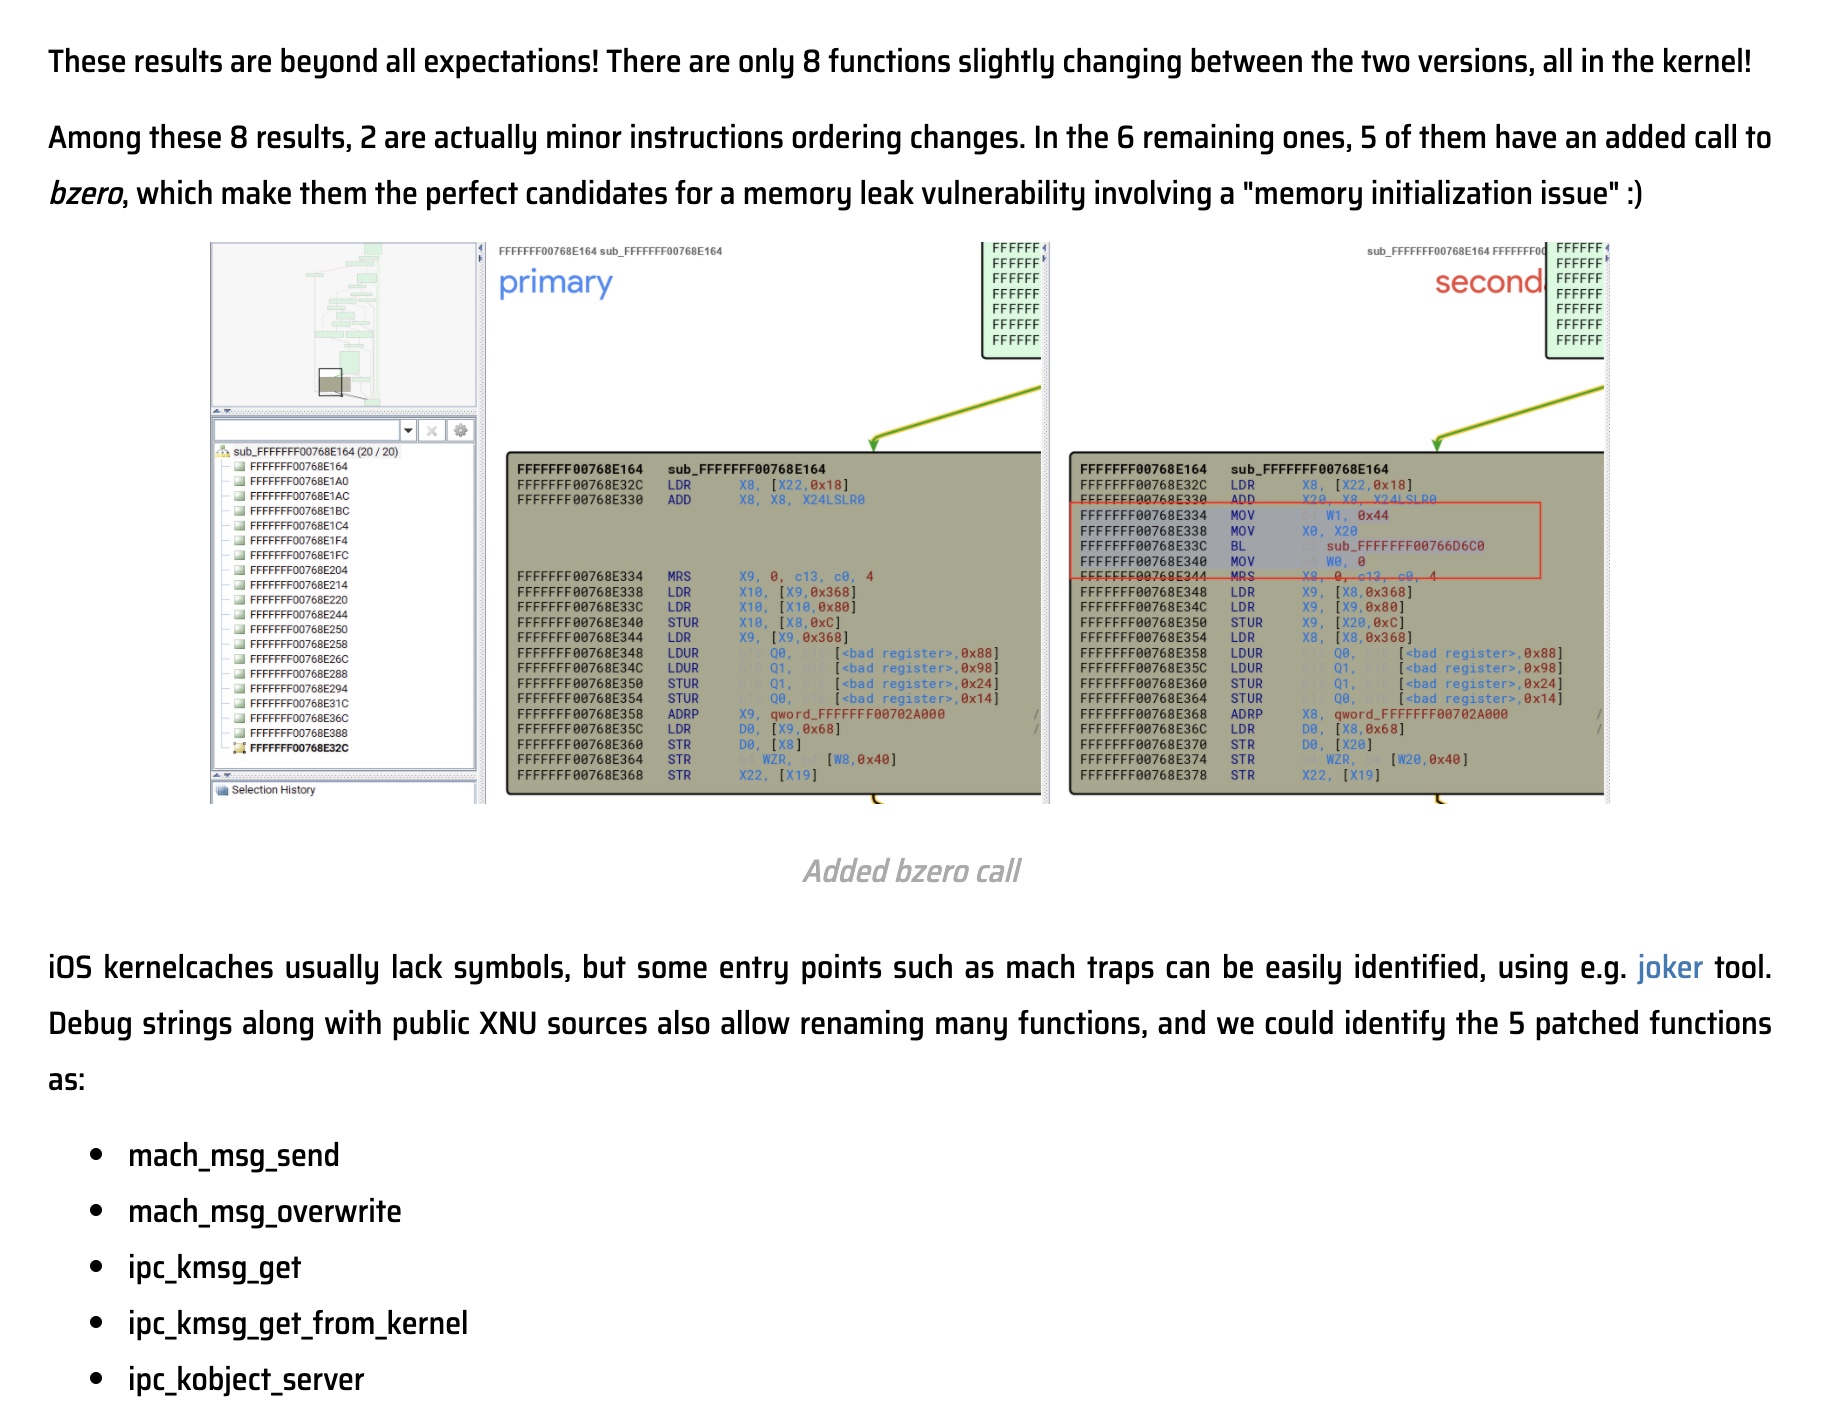 These results are beyond all expectations! There are only 8 functions slightly changing between the two versions, all in the kernel!
Among these 8 results, 2 are actually minor instructions ordering changes. In the 6 remaining ones, 5 of them have an added call to
bzero, which make them the perfect candidates for a memory leak vulnerability involving a "memory initialization issue" :)
sub_FFFFFFF00768E164 (20 / 20)
FFFFFFF00768E164
FFFFFFF00768E1A0
FFFFFFF00768E1AC
FFFFFFF00768E1BC
FFFFFFF00768E1C4
FFFFFFF00768E1F4
FFFFFFF00768E1FC
FFFFFFF00768E204
FFFFFFF00768E214
FFFFFFF00768E220
FFFFFFF00768E244
FFFFFFF00768E250
FFFFFFF00768E258
FFFFFFF00768E26C
FFFFFFF00768E288
FFFFFFF00768E294
FFFFFFF00768E31C
FFFFFFF00768E36C
FFFFFFF00768E388
FFFFFFF00768E32C
Selection History
FFFFFFF00768E164 sub_FFFFFFF00768E164
primary
FFFFFF
FFFFFF
FFFFFF
FFFFFF
FFFFFF
FFFFFF
FFFFFF
FFFFFFF00768E164 sub_FFFFFFF00768E164
FFFFFFF00768E32C LDR X8, [X22,0x18]
FFFFFFF00768E330 ADD X8, X8, X24LSLR0
FFFFFFF00768E334 MRS X9, 0, c13, c0, 4
FFFFFFF00768E338 LDR X10, [X9,0x368]
FFFFFFF00768E33C LDR X10, [X10,0x80]
FFFFFFF00768E340 STUR X10, [X8,0xC]
FFFFFFF00768E344 LDR X9, [X9,0x368]
FFFFFFF00768E348 LDUR Q0, [<bad register>,0x88]
FFFFFFF00768E34C LDUR Q1, [<bad register>,0x98]
FFFFFFF00768E350 STUR Q1, [<bad register>,0x24]
FFFFFFF00768E354 STUR Q0, [<bad register>,0x14]
FFFFFFF00768E358 ADRP X9, qword_FFFFFFF00702A000 /
FFFFFFF00768E35C LDR D0, [X9,0x68] /
FFFFFFF00768E360 STR D0, [X8]
FFFFFFF00768E364 STR WZR, [W8,0x40]
FFFFFFF00768E368 STR X22, [X19]
sub_FFFFFFF00768E164 FFFFFFF00
second
FFFFFF
FFFFFF
FFFFFF
FFFFFF
FFFFFF
FFFFFF
FFFFFF
FFFFFFF00768E164 sub_FFFFFFF00768E164
FFFFFFF00768E32C LDR X8, [X22,0x18]
FFFFFFF00768E330 ADD X20, X8, X24LSLR0
FFFFFFF00768E334 MOV W1, 0x44
FFFFFFF00768E338 MOV X0, X20
FFFFFFF00768E33C BL sub_FFFFFFF00766D6C0
FFFFFFF00768E340 MOV W0, 0
FFFFFFF00768E344 MRS X8, 0, c13, c0, 4
FFFFFFF00768E348 LDR X9, [X8,0x368]
FFFFFFF00768E34C LDR X9, [X9,0x80]
FFFFFFF00768E350 STUR X9, [X20,0xC]
FFFFFFF00768E354 LDR X8, [X8,0x368]
FFFFFFF00768E358 LDUR Q0, [<bad register>,0x88]
FFFFFFF00768E35C LDUR Q1, [<bad register>,0x98]
FFFFFFF00768E360 STUR Q1, [<bad register>,0x24]
FFFFFFF00768E364 STUR Q0, [<bad register>,0x14]
FFFFFFF00768E368 ADRP X8, qword_FFFFFFF00702A000 /
FFFFFFF00768E36C LDR D0, [X8,0x68] /
FFFFFFF00768E370 STR D0, [X20]
FFFFFFF00768E374 STR WZR, [W20,0x40]
FFFFFFF00768E378 STR X22, [X19]
Added bzero call
iOS kernelcaches usually lack symbols, but some entry points such as mach traps can be easily identified, using e.g. joker tool.
Debug strings along with public XNU sources also allow renaming many functions, and we could identify the 5 patched functions
as:
• mach_msg_send
• mach_msg_overwrite
• ipc_kmsg_get
• ipc_kmsg_get_from_kernel
• ipc_kobject_server